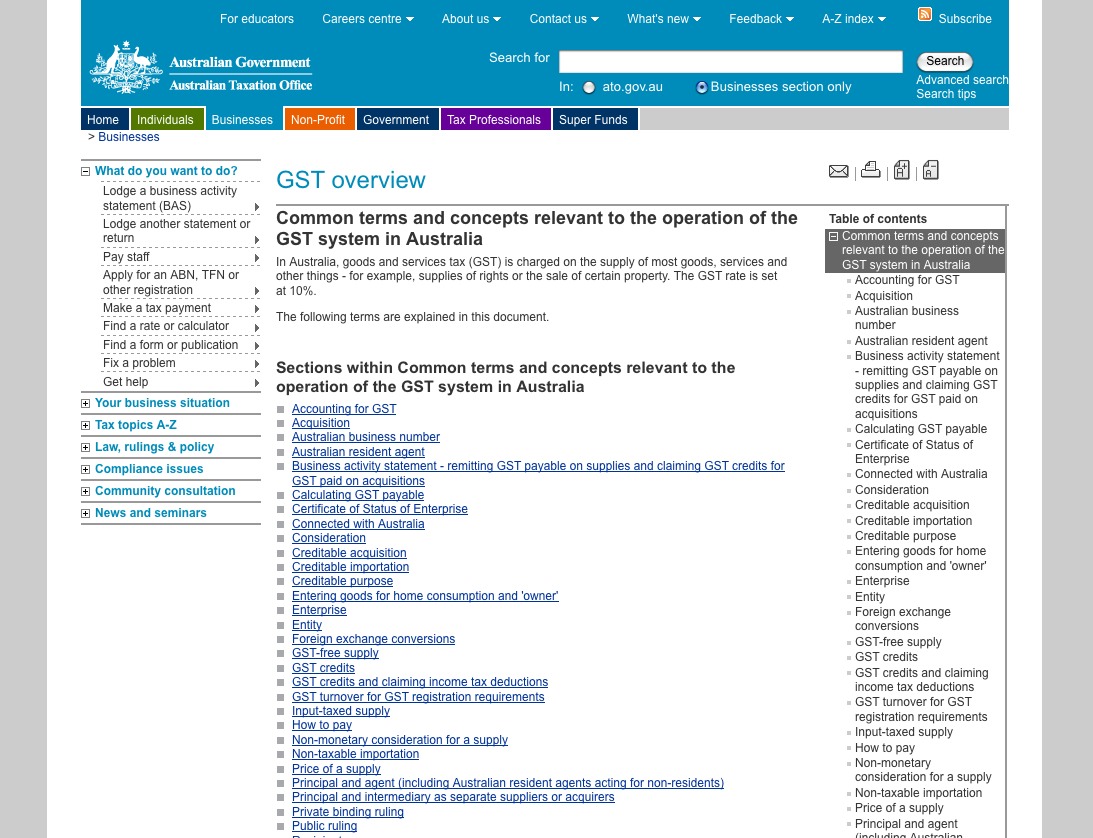 For educators
Careers centre
About us
Contact us
What's new
Feedback
A-Z index
Subscribe
Australian Government
Australian Taxation Office
Search for
Search
In:
ato.gov.au
Businesses section only
Advanced search
Search tips
Home
Individuals
Businesses
Non-Profit
Government
Tax Professionals
Super Funds
> Businesses
What do you want to do?
Lodge a business activity
statement (BAS)
Lodge another statement or
return
Pay staff
Apply for an ABN, TFN or
other registration
Make a tax payment
Find a rate or calculator
Find a form or publication
Fix a problem
Get help
Your business situation
Tax topics A-Z
Law, rulings & policy
Compliance issues
Community consultation
News and seminars
GST overview
Common terms and concepts relevant to the operation of the
GST system in Australia
In Australia, goods and services tax (GST) is charged on the supply of most goods, services and
other things - for example, supplies of rights or the sale of certain property. The GST rate is set
at 10%.
The following terms are explained in this document.
Sections within Common terms and concepts relevant to the
operation of the GST system in Australia
Accounting for GST
Acquisition
Australian business number
Australian resident agent
Business activity statement - remitting GST payable on supplies and claiming GST credits for
GST paid on acquisitions
Calculating GST payable
Certificate of Status of Enterprise
Connected with Australia
Consideration
Creditable acquisition
Creditable importation
Creditable purpose
Entering goods for home consumption and 'owner'
Enterprise
Entity
Foreign exchange conversions
GST-free supply
GST credits
GST credits and claiming income tax deductions
GST turnover for GST registration requirements
Input-taxed supply
How to pay
Non-monetary consideration for a supply
Non-taxable importation
Price of a supply
Principal and agent (including Australian resident agents acting for non-residents)
Principal and intermediary as separate suppliers or acquirers
Private binding ruling
Public ruling
Table of contents
Common terms and concepts
relevant to the operation of the
GST system in Australia
Accounting for GST
Acquisition
Australian business
number
Australian resident agent
Business activity statement
- remitting GST payable on
supplies and claiming GST
credits for GST paid on
acquisitions
Calculating GST payable
Certificate of Status of
Enterprise
Connected with Australia
Consideration
Creditable acquisition
Creditable importation
Creditable purpose
Entering goods for home
consumption and 'owner'
Enterprise
Entity
Foreign exchange
conversions
GST-free supply
GST credits
GST credits and claiming
income tax deductions
GST turnover for GST
registration requirements
Input-taxed supply
How to pay
Non-monetary
consideration for a supply
Non-taxable importation
Price of a supply
Principal and agent
(including Australian